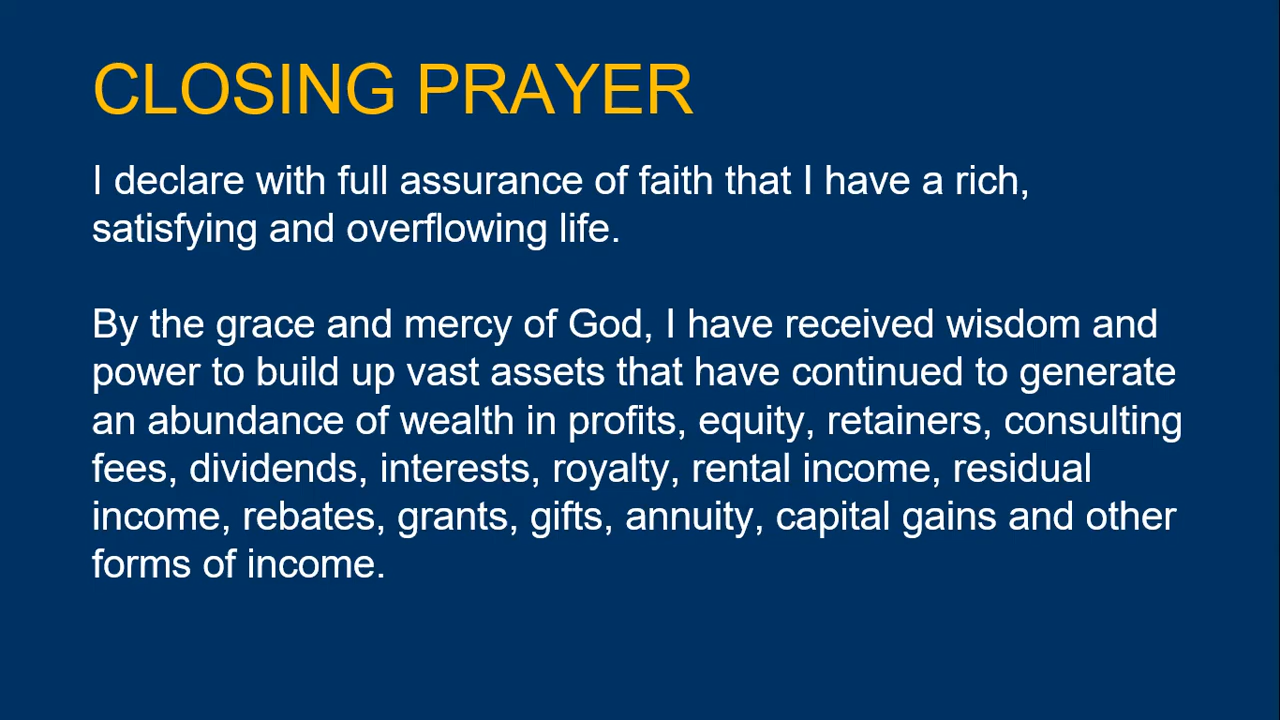 CLOSING PRAYER
I declare with full assurance of faith that I have a rich,
satisfying and overflowing life.
By the grace and mercy of God, I have received wisdom and
power to build up vast assets that have continued to generate
an abundance of wealth in profits, equity, retainers, consulting
fees, dividends, interests, royalty, rental income, residual
income, rebates, grants, gifts, annuity, capital gains and other
forms of income.